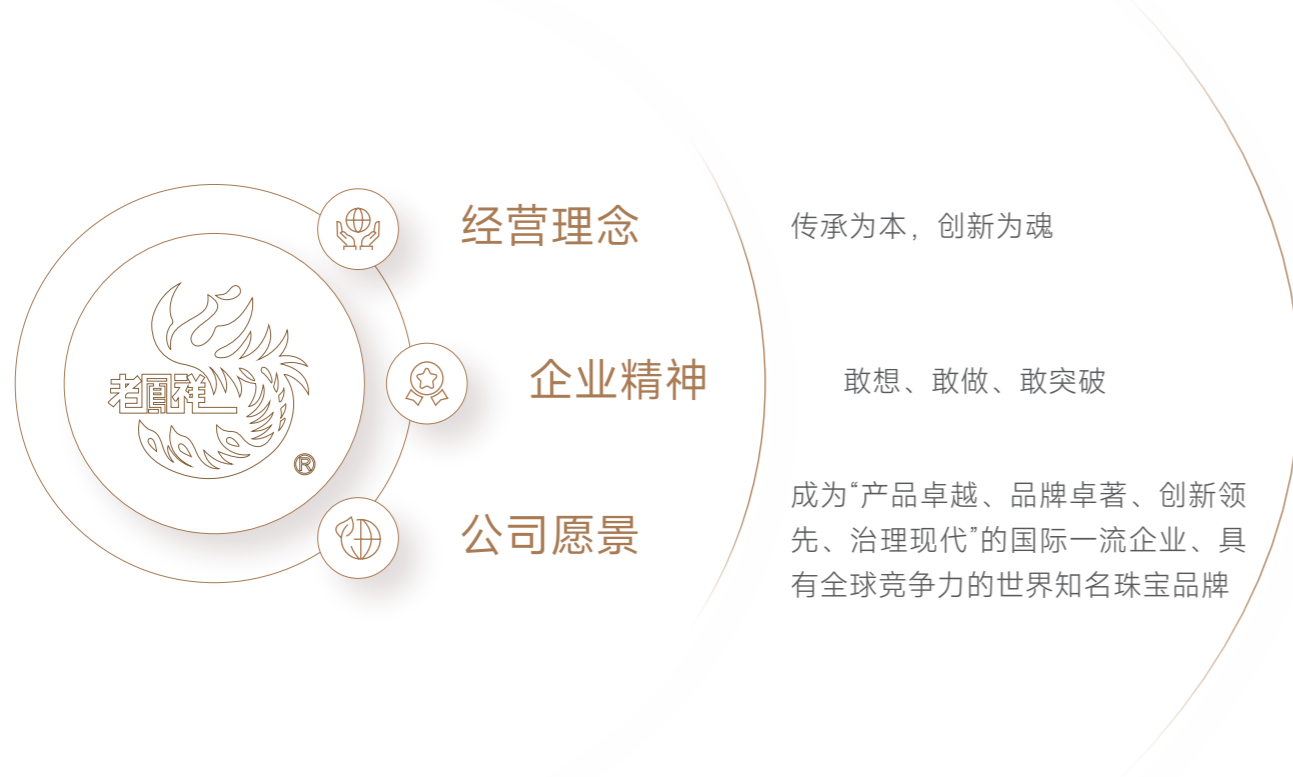 老鳳祥
®
经营理念
传承为本，创新为魂
企业精神
敢想、敢做、敢突破
公司愿景
成为“产品卓越、品牌卓著、创新领
先、治理现代”的国际一流企业、具
有全球竞争力的世界知名珠宝品牌